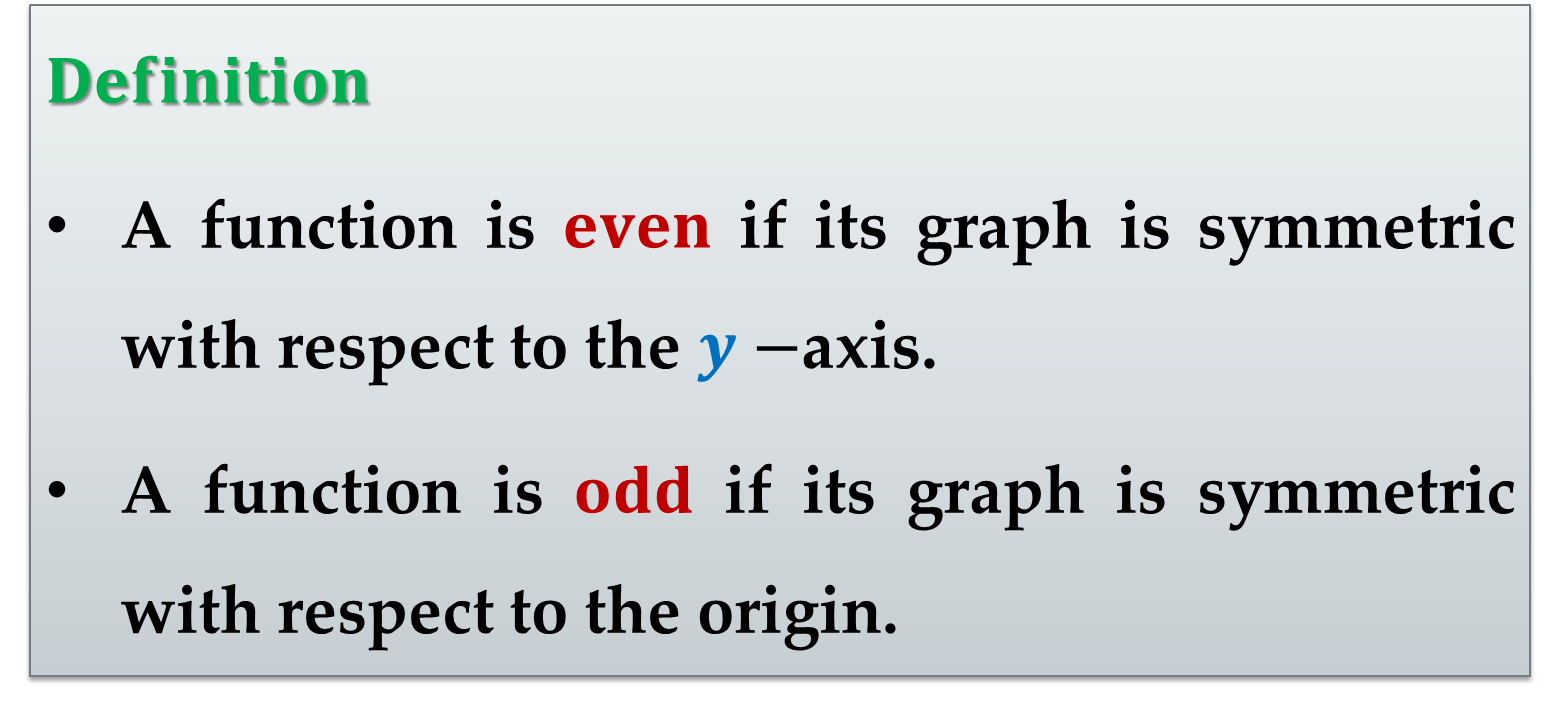 Definition
• A function is even if its graph is symmetric
with respect to the y −axis.
• A function is odd if its graph is symmetric
with respect to the origin.